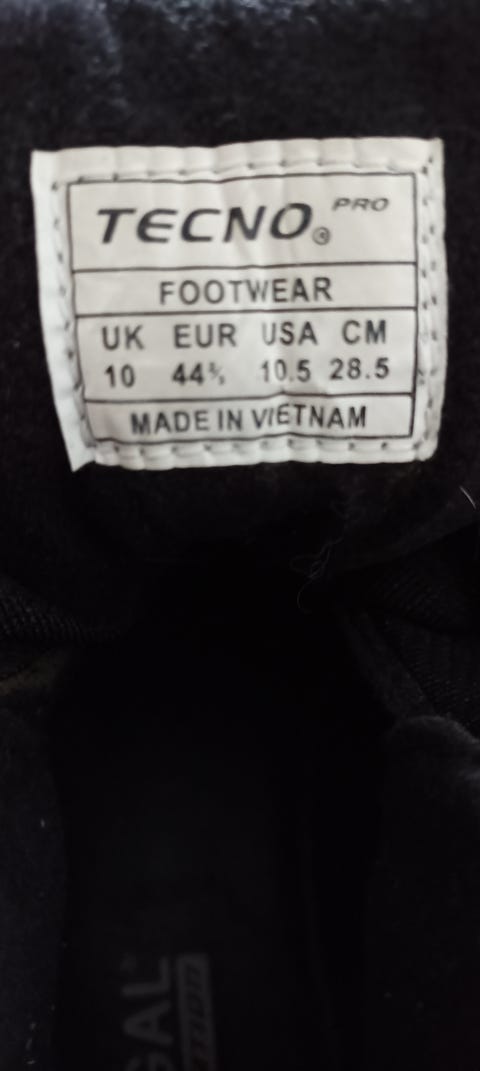 TECNO® PRO
FOOTWEAR
UK EUR USA CM
10 44⅔ 10.5 28.5
MADE IN VIETNAM